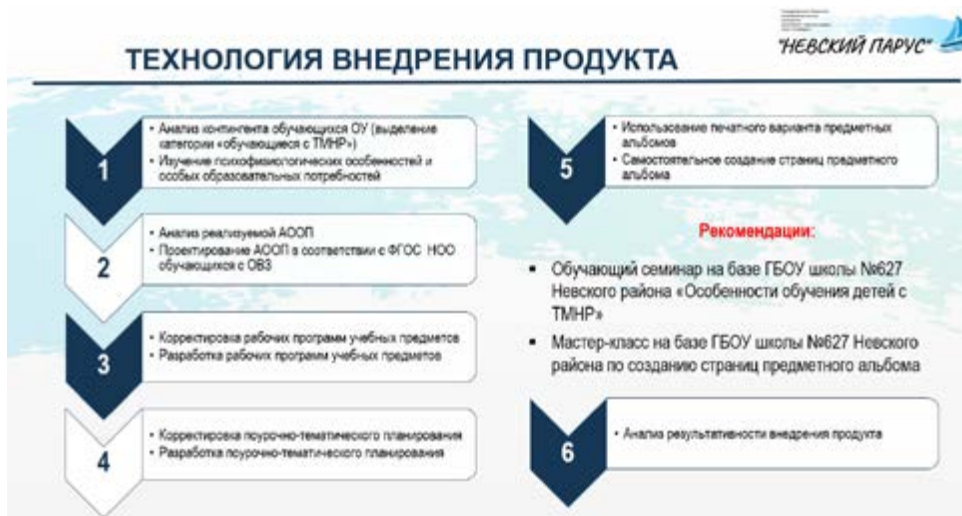 "НЕВСКИЙ ПАРУС"
ТЕХНОЛОГИЯ ВНЕДРЕНИЯ ПРОДУКТА
1
• Анализ контингента обучающихся ОУ (выделение
категории «обучающиеся с ТМНР»)
• Изучение психофизиологических особенностей и
особых образовательных потребностей
2
• Анализ реализуемой АООП
• Проектирование АООП в соответствии с ФГОС НОО
обучающихся с ОВЗ
3
• Корректировка рабочих программ учебных предметов
• Разработка рабочих программ учебных предметов
4
• Корректировка поурочно-тематического планирования
• Разработка поурочно-тематического планирования
5
• Использование печатного варианта предметных
альбомов
• Самостоятельное создание страниц предметного
альбома
Рекомендации:
▪ Обучающий семинар на базе ГБОУ школы №627
Невского района «Особенности обучения детей с
ТМНР»
▪ Мастер-класс на базе ГБОУ школы №627 Невского
района по созданию страниц предметного альбома
6
• Анализ результативности внедрения продукта